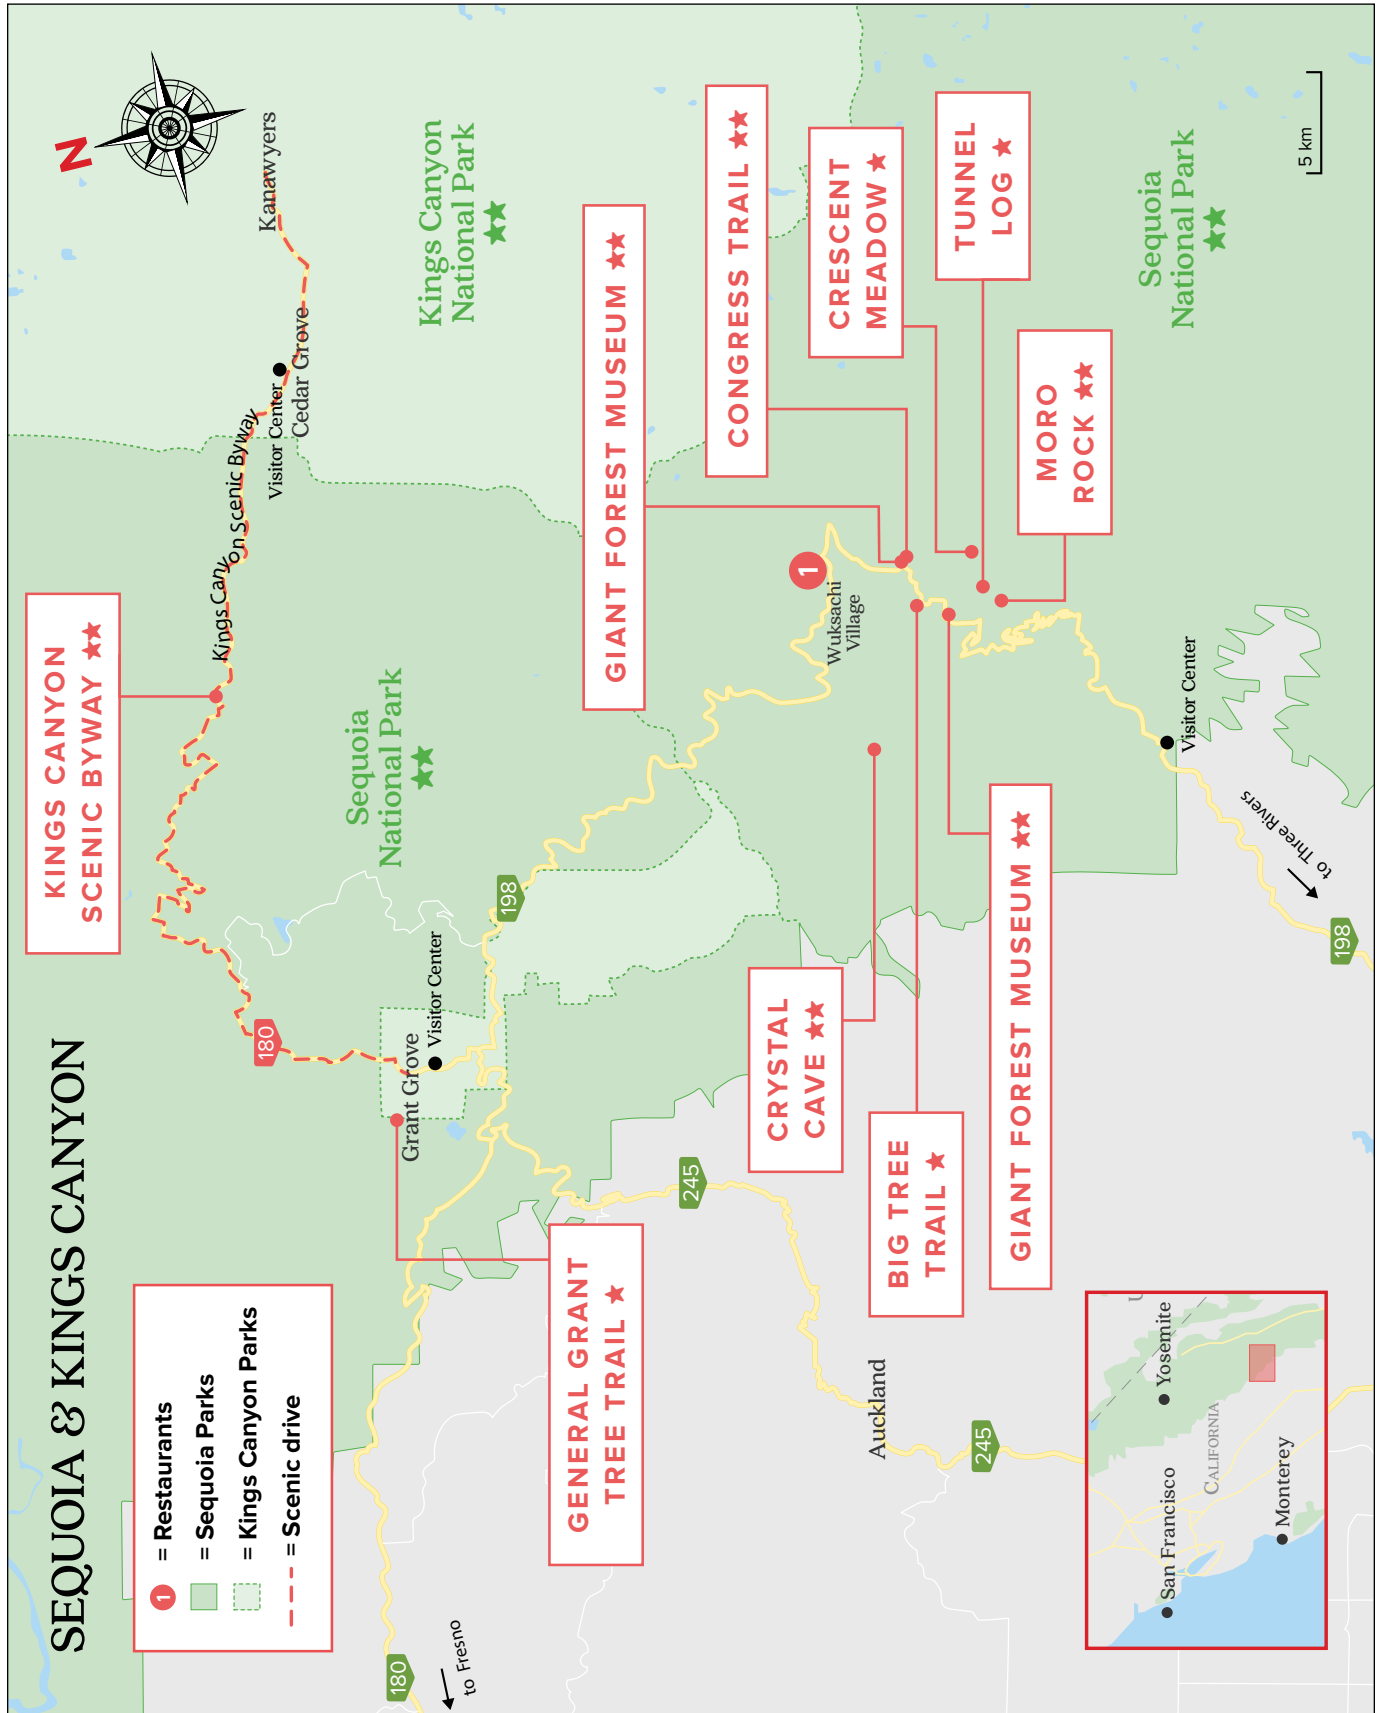 SEQUOIA & KINGS CANYON
1 = Restaurants
= Sequoia Parks
= Kings Canyon Parks
= Scenic drive
KINGS CANYON
SCENIC BYWAY ★★
N
Kanawyers
Cedar Grove
Visitor Center
Kings Canyon Scenic Byway
Kings Canyon
National Park
★★
Sequoia
National Park
★★
180
Grant Grove
Visitor Center
198
180
to Fresno
GENERAL GRANT
TREE TRAIL ★
245
GIANT FOREST MUSEUM ★★
CONGRESS TRAIL ★★
CRESCENT
MEADOW ★
TUNNEL
LOG ★
MORO
ROCK ★★
1
Wuksachi
Village
CRYSTAL
CAVE ★★
BIG TREE
TRAIL ★
GIANT FOREST MUSEUM ★★
Sequoia
National Park
★★
Visitor Center
to Three Rivers
198
Auckland
245
5 km
U
Yosemite
CALIFORNIA
San Francisco
Monterey